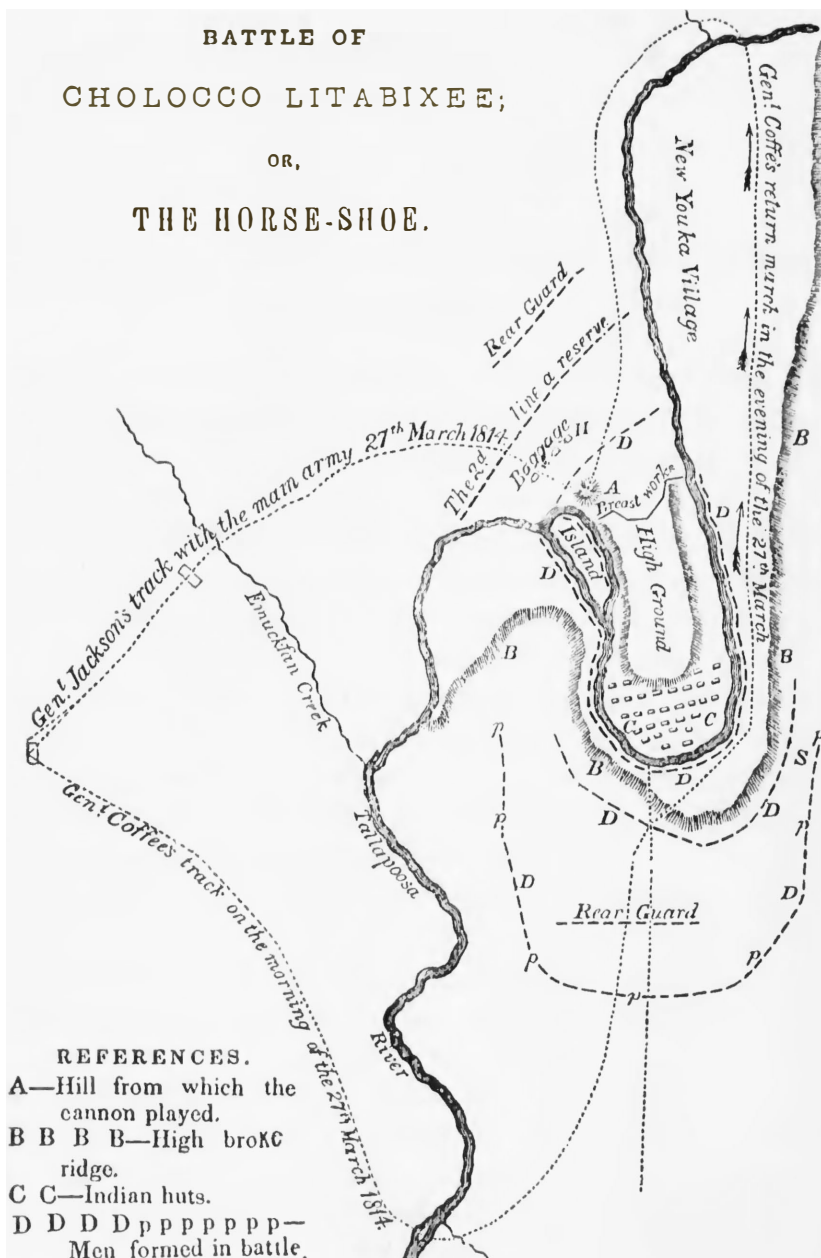 BATTLE OF
CHOLOCCO LITABIXEE;
OR,
THE HORSE-SHOE.
Gen.l Coffe's return march in the evening of the 27th March
New Youka Village
Rear Guard
The 2d line a reserve
Baggage
H
D
A
Breast work
B
D
Gen.t Jackson's track with the main army 27th March 1814.
Island
High Ground
D
Emuckfan Creek
B
B
C
C
p
B
D
S
p
Gen.t Coffee's track on the morning of the 27th March 1814.
D
D
Tallapoosa
p
p
D
D
Rear Guard
p
p
p
River
REFERENCES.
A—Hill from which the
cannon played.
B B B B—High broKC
ridge.
C C—Indian huts.
D D D D p p p p p p p—
Men formed in battle.